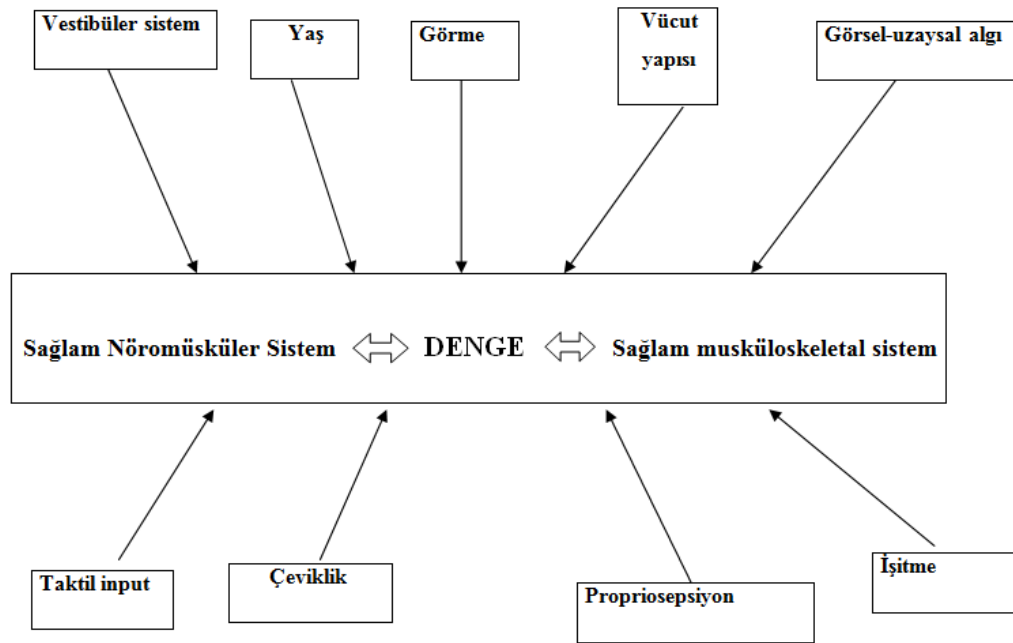 Vestibüler sistem
Yaş
Görme
Vücut
yapısı
Görsel-uzaysal algı
Sağlam Nöromüsküler Sistem DENGE Sağlam musküloskeletal sistem
Taktil input
Çeviklik
Propriosepsiyon
İşitme